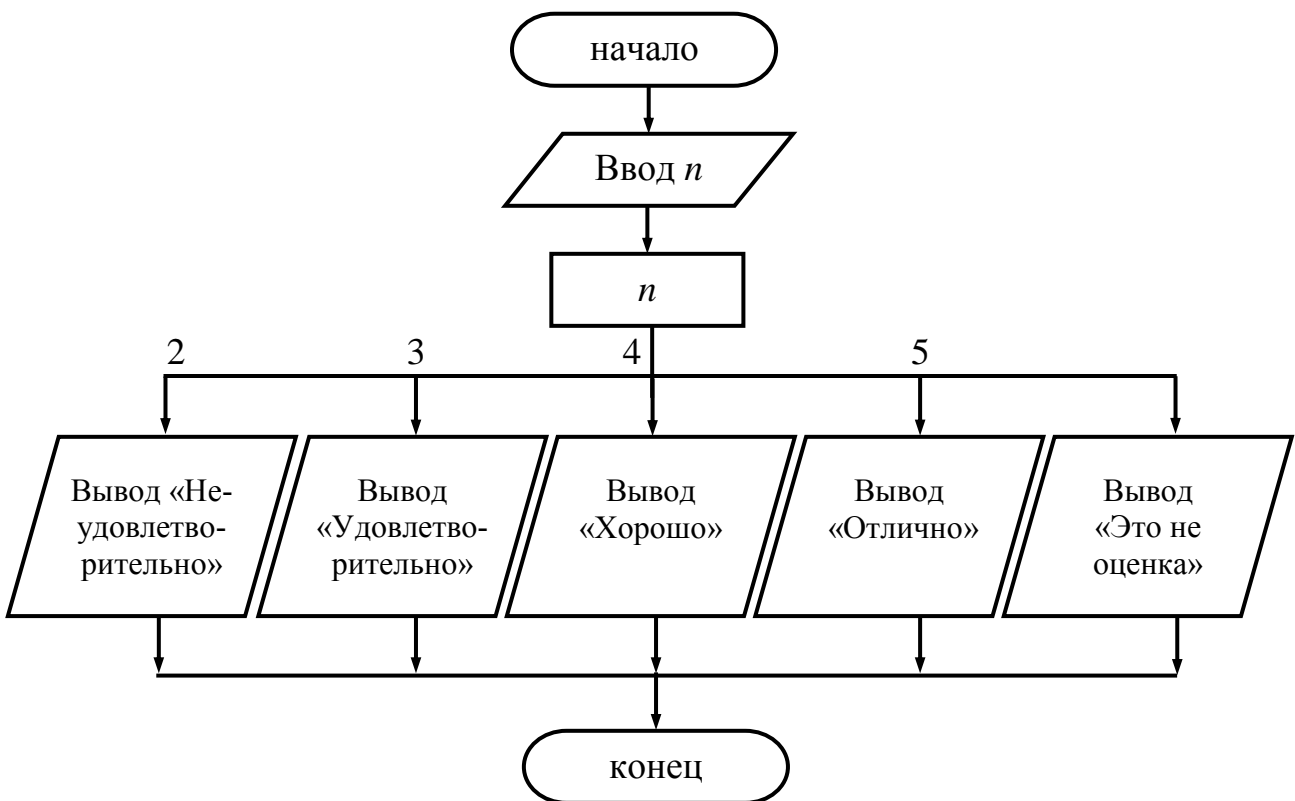 начало
Ввод n
n
2
3
4
5
Вывод «Не-
удовлетво-
рительно»
Вывод
«Удовлетво-
рительно»
Вывод
«Хорошо»
Вывод
«Отлично»
Вывод
«Это не
оценка»
конец